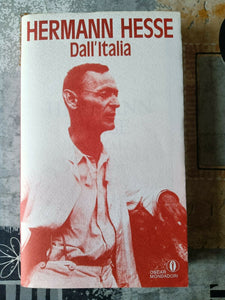 HERMANN HESSE
Dall'Italia
OSCAR
MONDADORI